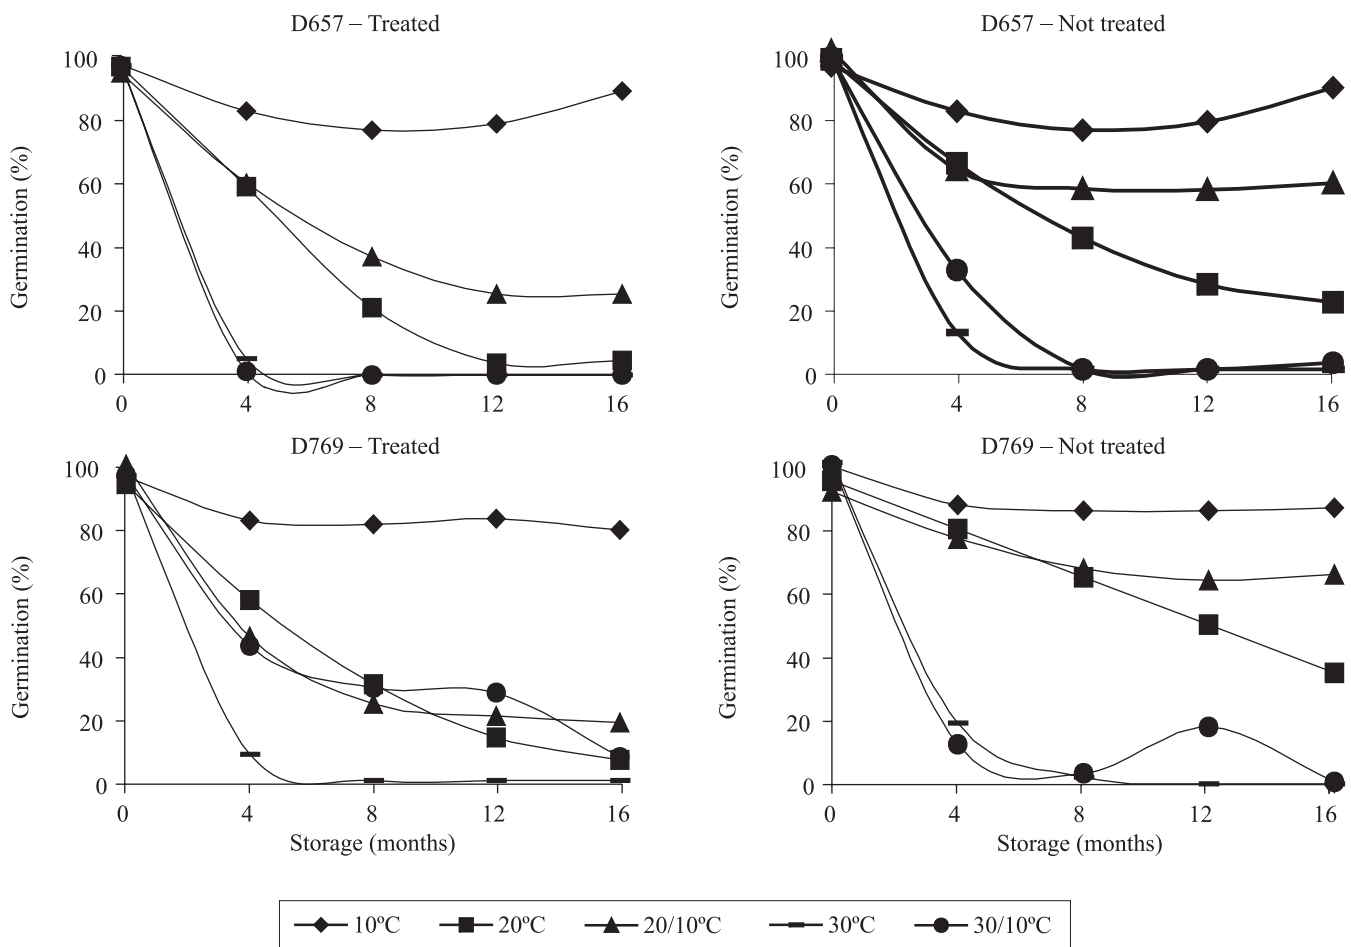 D657 – Treated
D657 – Not treated
Germination (%)
100
80
60
40
20
0
0 4 8 12 16
Germination (%)
100
80
60
40
20
0
0 4 8 12 16
D769 – Treated
D769 – Not treated
Germination (%)
100
80
60
40
20
0
0 4 8 12 16
Storage (months)
Germination (%)
100
80
60
40
20
0
0 4 8 12 16
Storage (months)
10ºC 20ºC 20/10ºC 30ºC 30/10ºC